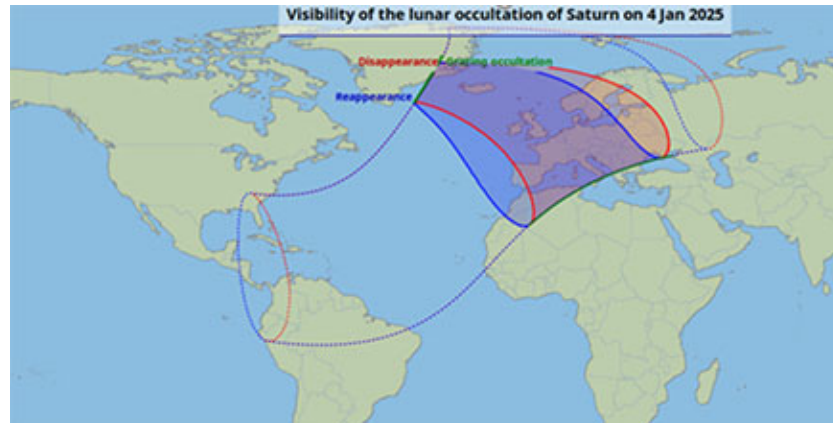 Visibility of the lunar occultation of Saturn on 4 Jan 2025
Disappearance Grazing occultation
Reappearance